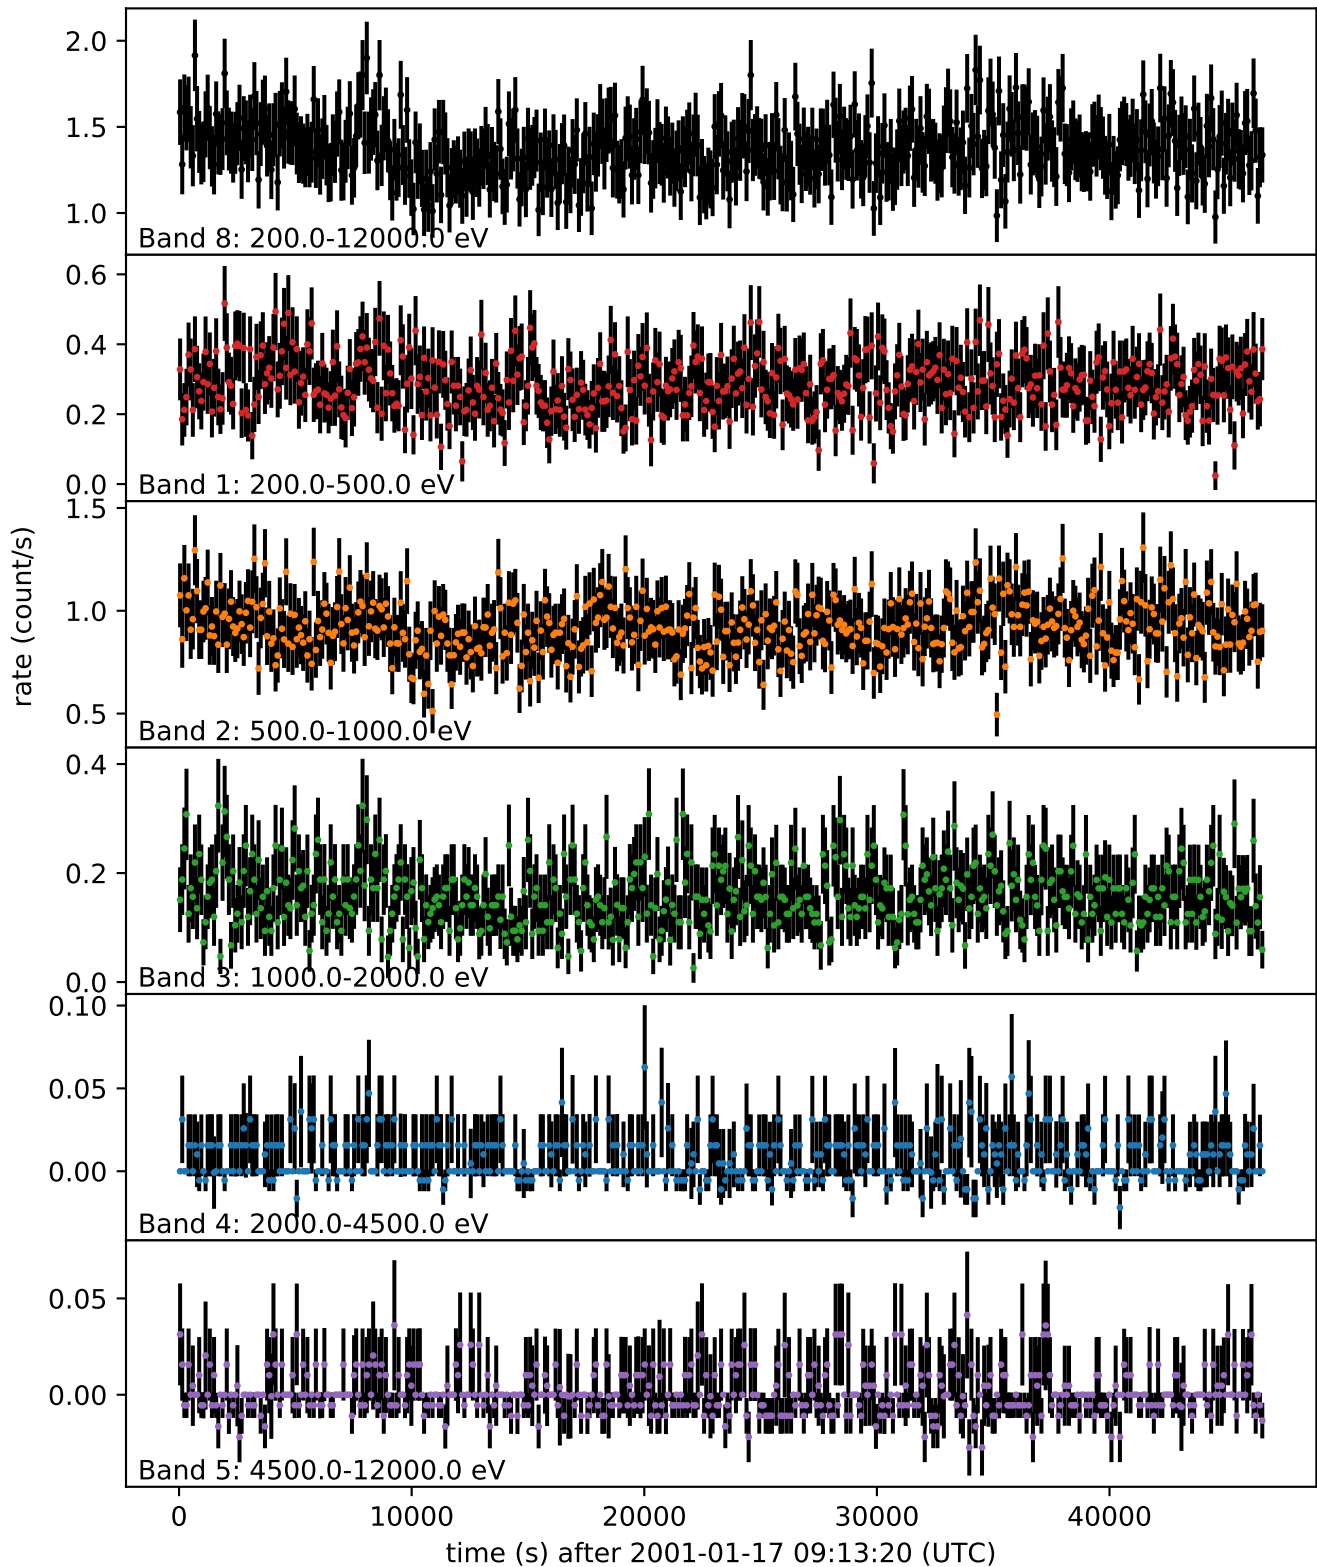 2.0
1.5
1.0
Band 8: 200.0-12000.0 eV
0.6
0.4
0.2
0.0
Band 1: 200.0-500.0 eV
1.5
1.0
0.5
Band 2: 500.0-1000.0 eV
rate (count/s)
0.4
0.2
0.0
Band 3: 1000.0-2000.0 eV
0.10
0.05
0.00
Band 4: 2000.0-4500.0 eV
0.05
0.00
Band 5: 4500.0-12000.0 eV
0 10000 20000 30000 40000
time (s) after 2001-01-17 09:13:20 (UTC)